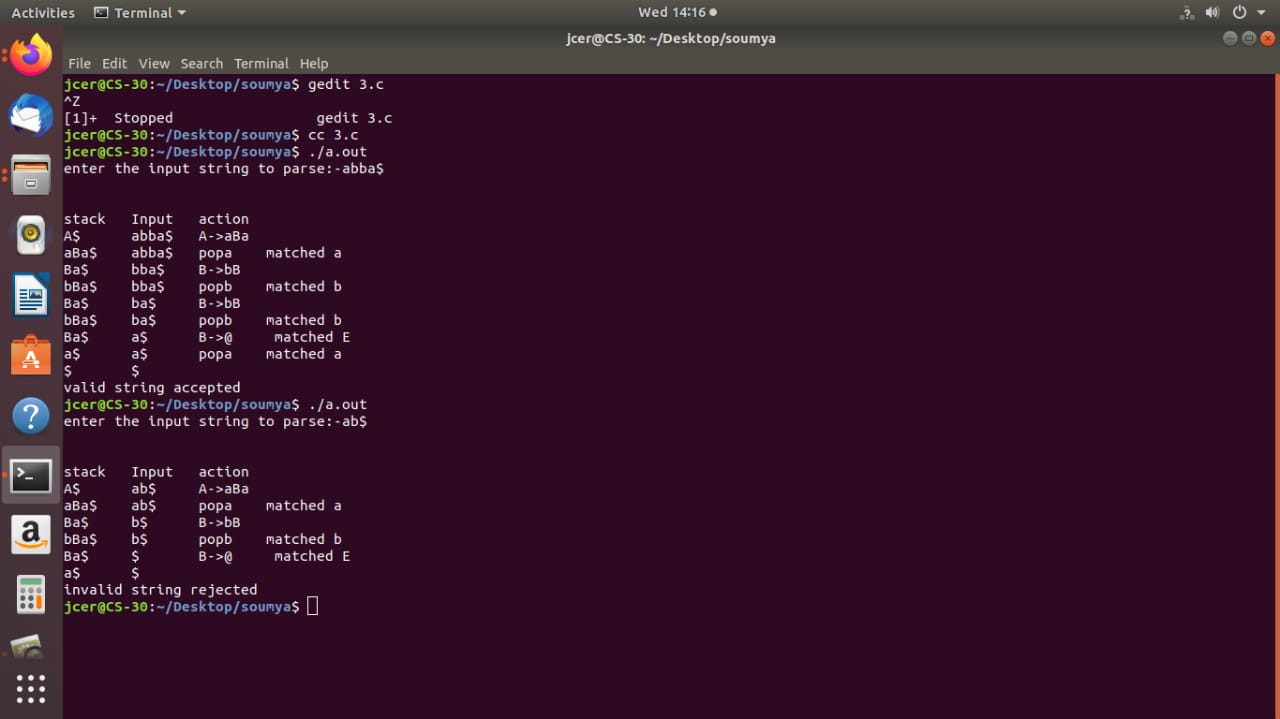 Activities Terminal Wed 14:16
jcer@CS-30: ~/Desktop/soumya
File Edit View Search Terminal Help
jcer@CS-30:~/Desktop/soumya$ gedit 3.c
^Z
[1]+  Stopped                 gedit 3.c
jcer@CS-30:~/Desktop/soumya$ cc 3.c
jcer@CS-30:~/Desktop/soumya$ ./a.out
enter the input string to parse:-abba$
stack   Input   action
A$      abba$   A->aBa
aBa$    abba$   popa    matched a
Ba$     bba$    B->bB
bBa$    bba$    popb    matched b
Ba$     ba$     B->bB
bBa$    ba$     popb    matched b
Ba$     a$      B->@     matched E
a$      a$      popa    matched a
$       $
valid string accepted
jcer@CS-30:~/Desktop/soumya$ ./a.out
enter the input string to parse:-ab$
stack   Input   action
A$      ab$     A->aBa
aBa$    ab$     popa    matched a
Ba$     b$      B->bB
bBa$    b$      popb    matched b
Ba$     $       B->@     matched E
a$      $
invalid string rejected
jcer@CS-30:~/Desktop/soumya$